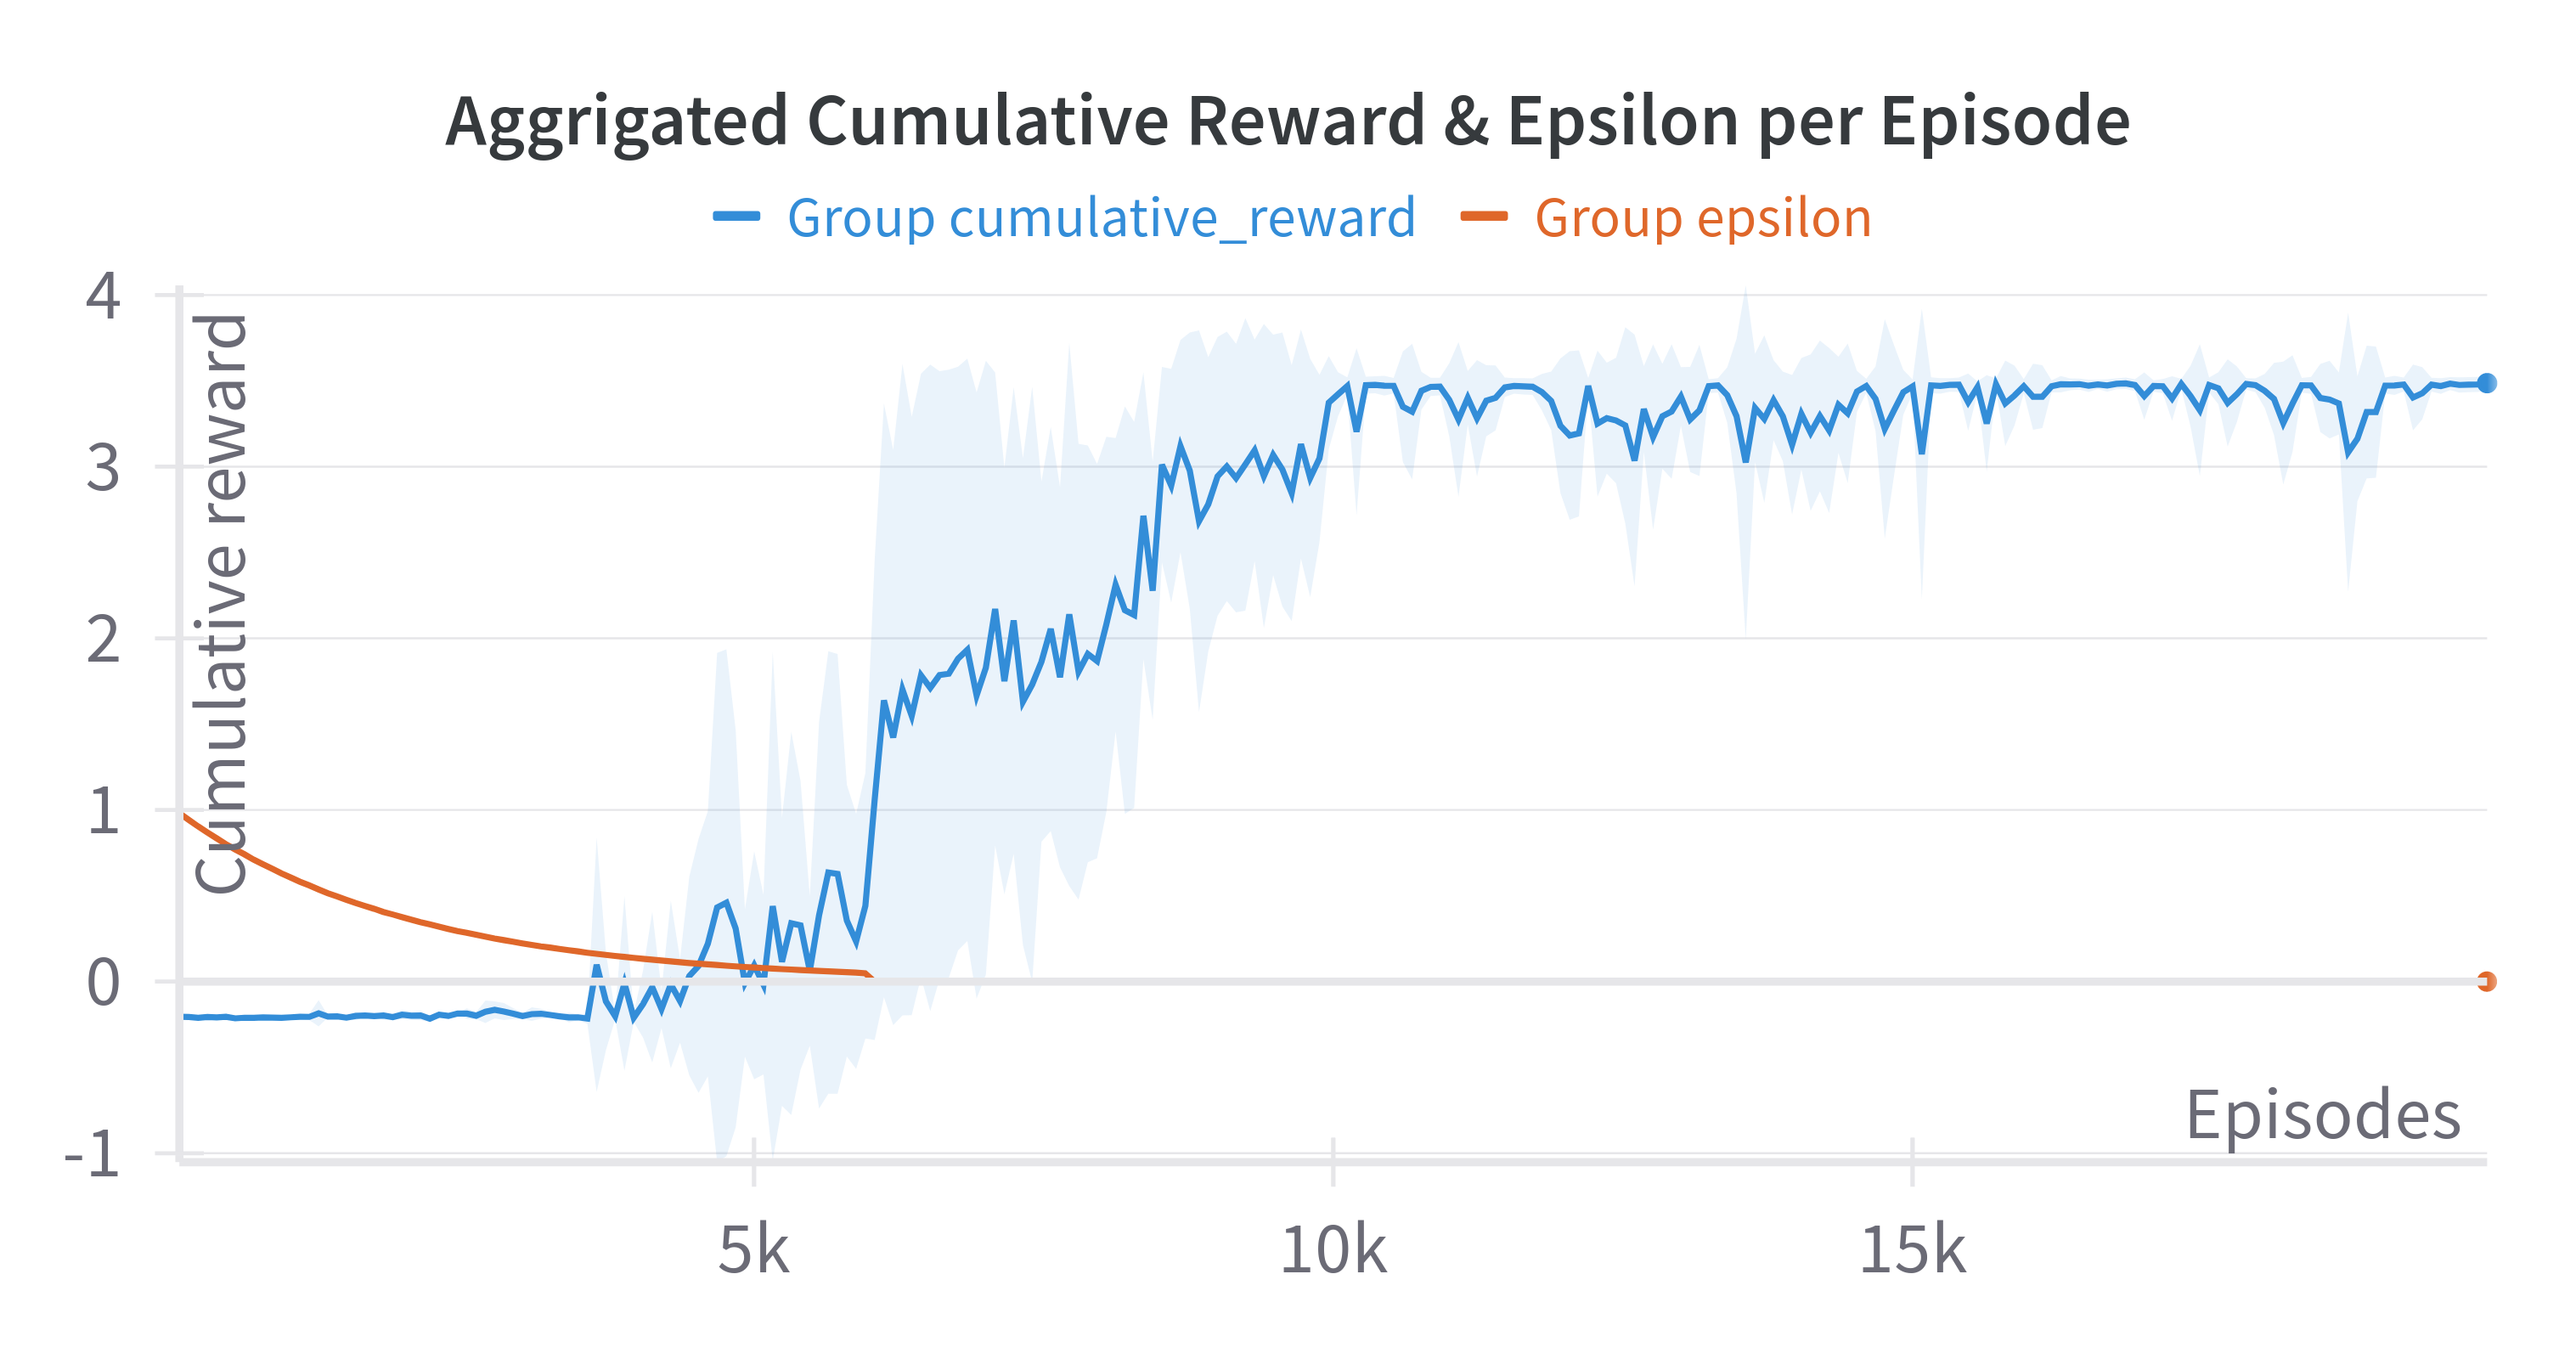 Aggrigated Cumulative Reward & Epsilon per Episode
Group cumulative_reward Group epsilon
4
3
2
1
0
-1
Cumulative reward
Episodes
5k 10k 15k